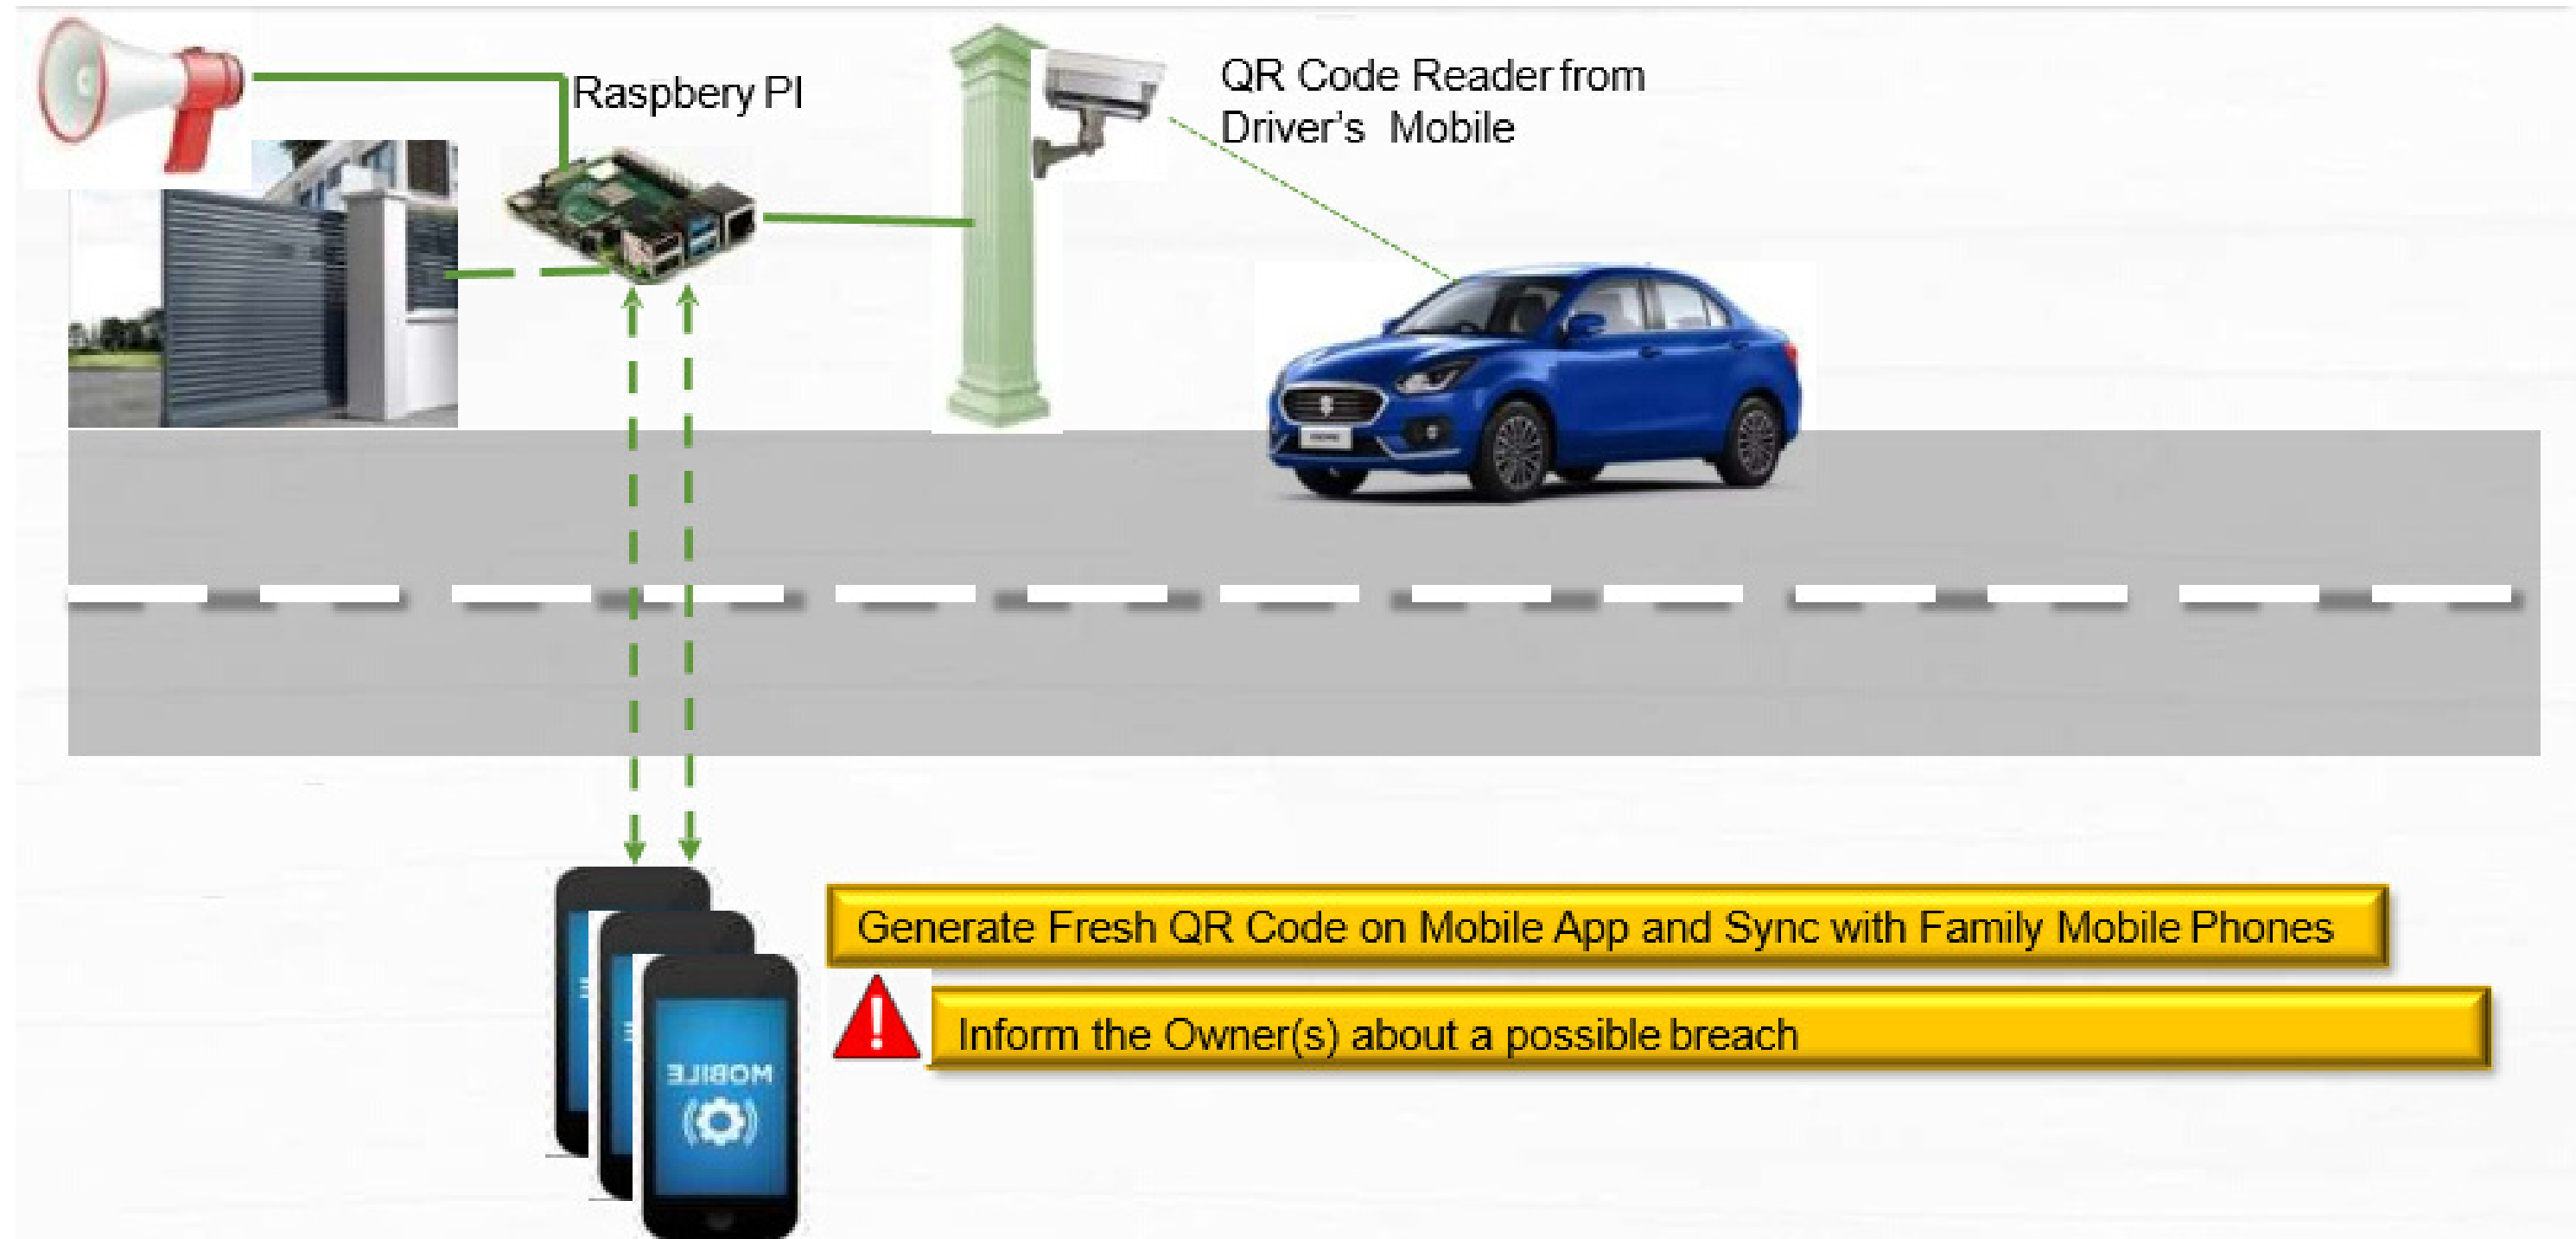 Raspbery PI
QR Code Reader from
Driver's Mobile
Generate Fresh QR Code on Mobile App and Sync with Family Mobile Phones
Inform the Owner(s) about a possible breach
MOBILE